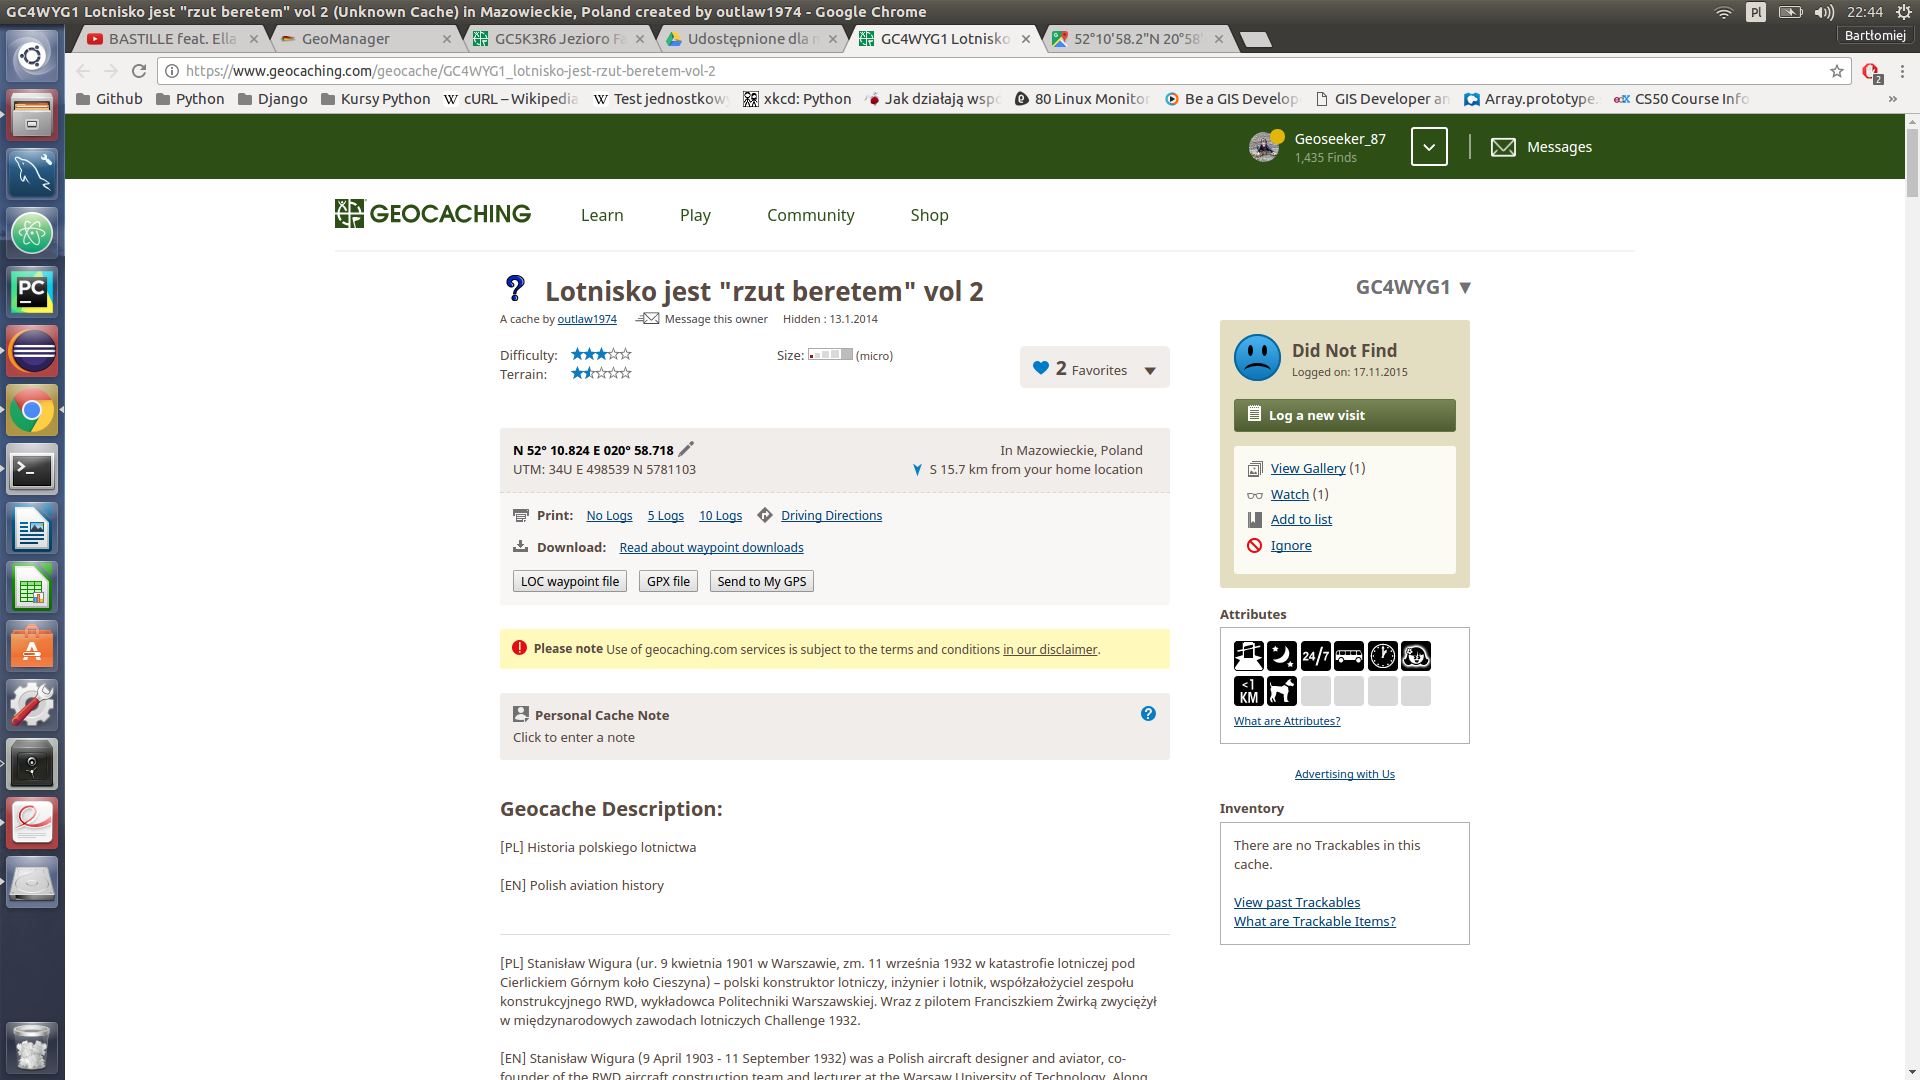 GC4WYG1 Lotnisko jest "rzut beretem" vol 2 (Unknown Cache) in Mazowieckie, Poland created by outlaw1974 - Google Chrome
Pl
22:44
BASTILLE feat. Ella
GeoManager
GC5K3R6 Jezioro Fa
Udostępnione dla m
GC4WYG1 Lotnisko
52°10'58.2"N 20°58'
Bartłomiej
https://www.geocaching.com/geocache/GC4WYG1_lotnisko-jest-rzut-beretem-vol-2
2
Github
Python
Django
Kursy Python
cURL – Wikipedia
Test jednostkowy
xkcd: Python
Jak działają wspó
80 Linux Monitor
Be a GIS Develop
GIS Developer an
Array.prototype.
CS50 Course Info
»
Geoseeker_87
1,435 Finds
Messages
GEOCACHING
Learn
Play
Community
Shop
Lotnisko jest "rzut beretem" vol 2
GC4WYG1
A cache by outlaw1974
Message this owner
Hidden : 13.1.2014
Difficulty:
Terrain:
Size: (micro)
2 Favorites
Did Not Find
Logged on: 17.11.2015
Log a new visit
View Gallery (1)
Watch (1)
Add to list
Ignore
N 52° 10.824 E 020° 58.718
UTM: 34U E 498539 N 5781103
In Mazowieckie, Poland
S 15.7 km from your home location
Print: No Logs 5 Logs 10 Logs Driving Directions
Download: Read about waypoint downloads
LOC waypoint file
GPX file
Send to My GPS
Please note Use of geocaching.com services is subject to the terms and conditions in our disclaimer.
Attributes
24/7
<1 KM
What are Attributes?
Personal Cache Note
Click to enter a note
Advertising with Us
Inventory
There are no Trackables in this
cache.
View past Trackables
What are Trackable Items?
Geocache Description:
[PL] Historia polskiego lotnictwa
[EN] Polish aviation history
[PL] Stanisław Wigura (ur. 9 kwietnia 1901 w Warszawie, zm. 11 września 1932 w katastrofie lotniczej pod
Cierlickiem Górnym koło Cieszyna) – polski konstruktor lotniczy, inżynier i lotnik, współzałożyciel zespołu
konstrukcyjnego RWD, wykładowca Politechniki Warszawskiej. Wraz z pilotem Franciszkiem Żwirką zwyciężył
w międzynarodowych zawodach lotniczych Challenge 1932.
[EN] Stanisław Wigura (9 April 1903 - 11 September 1932) was a Polish aircraft designer and aviator, co-
founder of the RWD aircraft construction team and lecturer at the Warsaw University of Technology. Along
PC